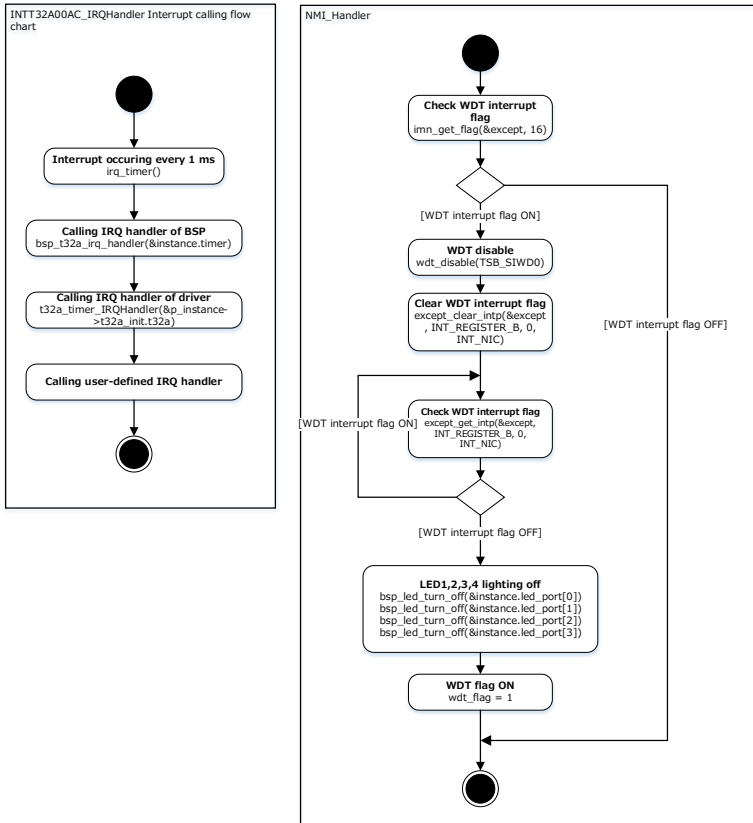 INTT32A00AC_IRQHandler Interrupt calling flow
chart
Interrupt occuring every 1 ms
irq_timer()
Calling IRQ handler of BSP
bsp_t32a_irq_handler(&instance.timer)
Calling IRQ handler of driver
t32a_timer_IRQHandler(&p_instance-
>t32a_init.t32a)
Calling user-defined IRQ handler
NMI_Handler
Check WDT interrupt
flag
imn_get_flag(&except, 16)
[WDT interrupt flag ON]
WDT disable
wdt_disable(TSB_SIWD0)
Clear WDT interrupt flag
except_clear_intp(&except
, INT_REGISTER_B, 0,
INT_NIC)
[WDT interrupt flag OFF]
Check WDT interrupt flag
except_get_intp(&except,
INT_REGISTER_B, 0,
INT_NIC)
[WDT interrupt flag ON]
[WDT interrupt flag OFF]
LED1,2,3,4 lighting off
bsp_led_turn_off(&instance.led_port[0])
bsp_led_turn_off(&instance.led_port[1])
bsp_led_turn_off(&instance.led_port[2])
bsp_led_turn_off(&instance.led_port[3])
WDT flag ON
wdt_flag = 1